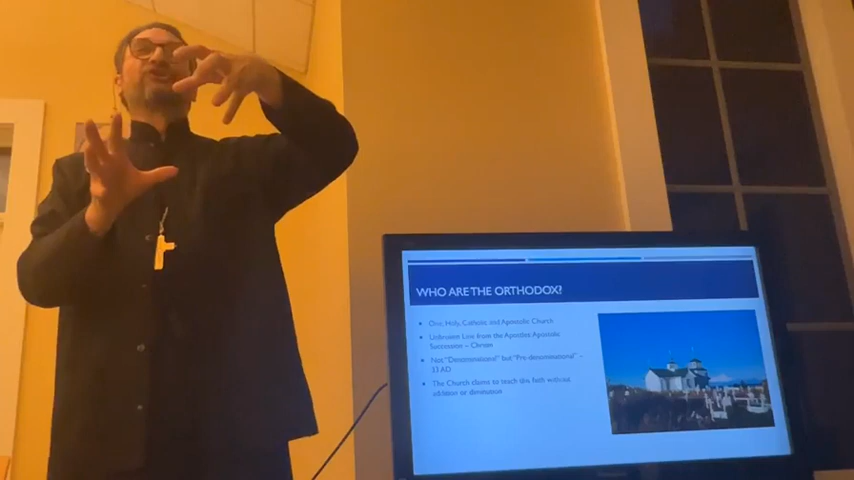 WHO ARE THE ORTHODOX?
One, Holy, Catholic and Apostolic Church
Unbroken Line from the Apostles: Apostolic
Succession – Chrism
Not "Denominational" but "Pre-denominational" –
33 AD
The Church claims to teach the faith without
addition or diminution